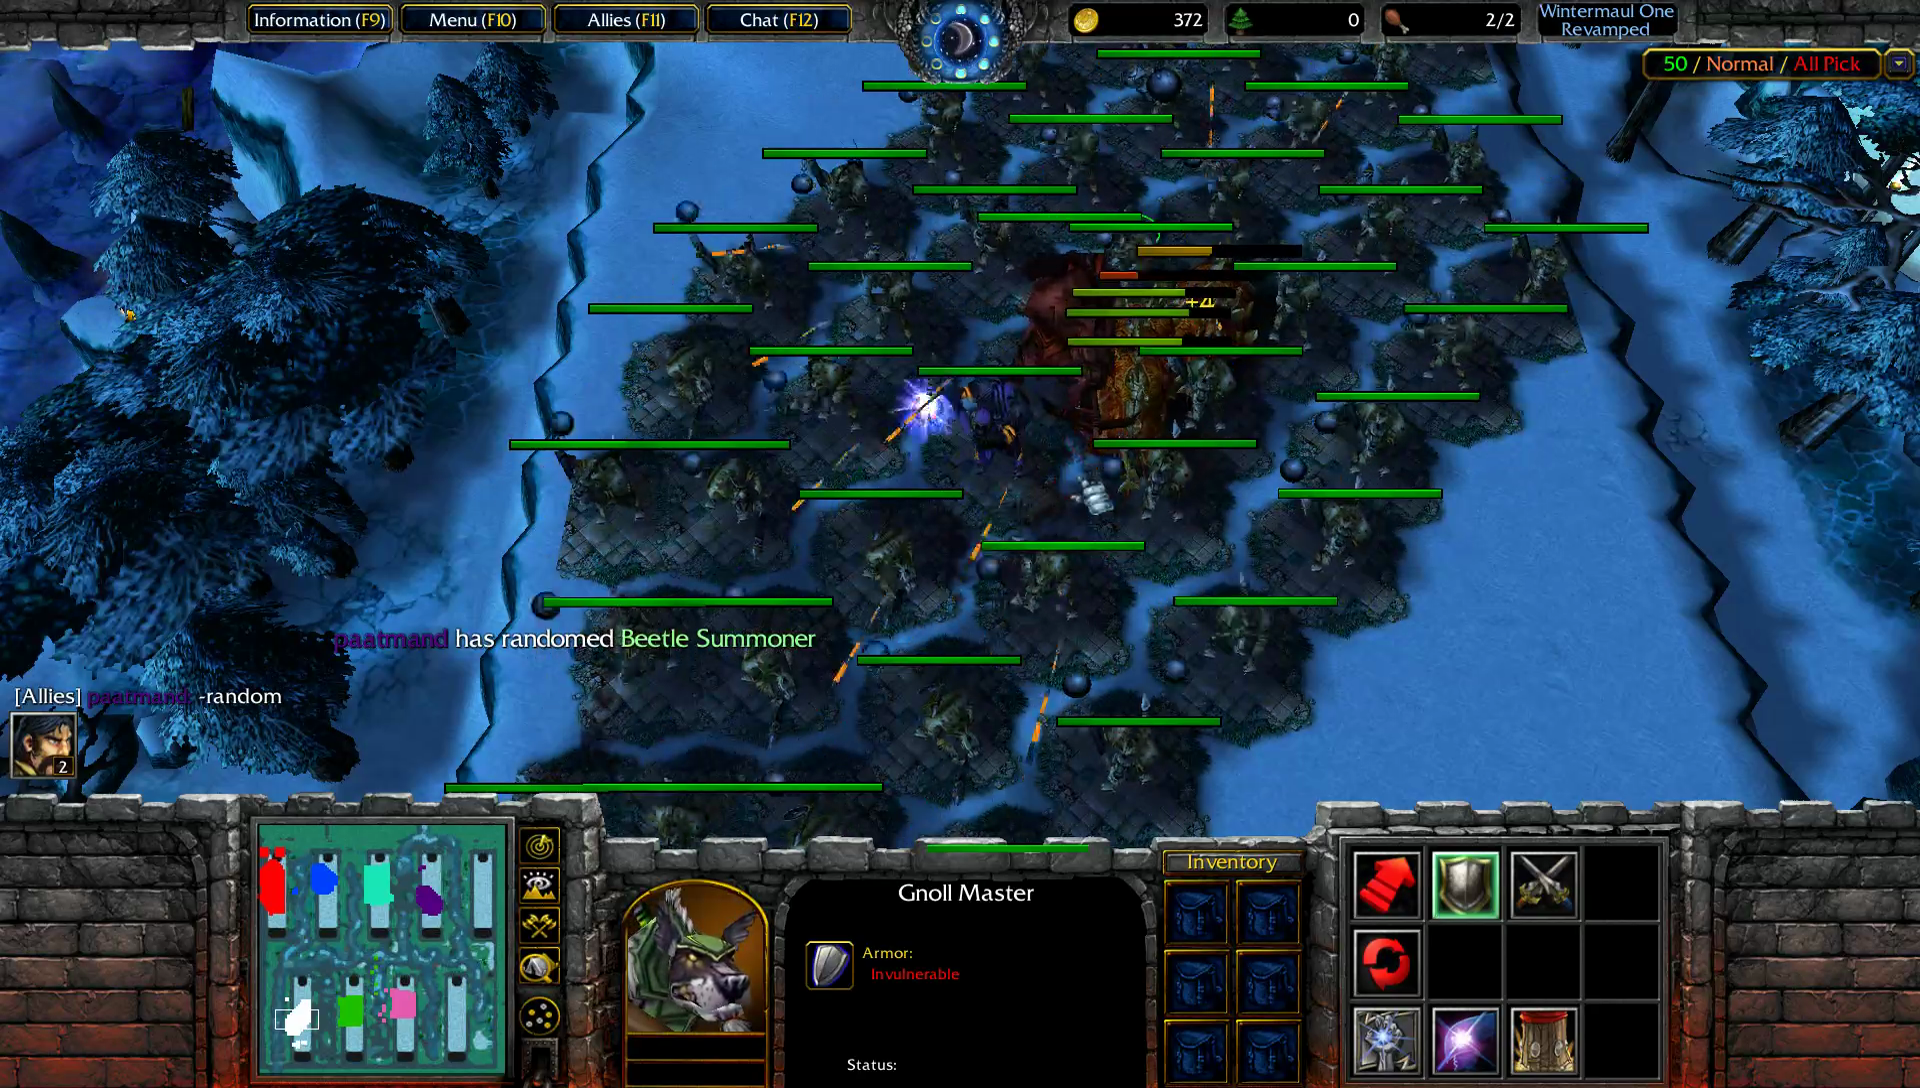 Information (F9)
Menu (F10)
Allies (F11)
Chat (F12)
372
0
2/2
Wintermaul One
Revamped
50 / Normal / All Pick
+4
paatmand has randomed Beetle Summoner
[Allies] paatmand: -random
2
Gnoll Master
Armor:
Invulnerable
Status:
Inventory